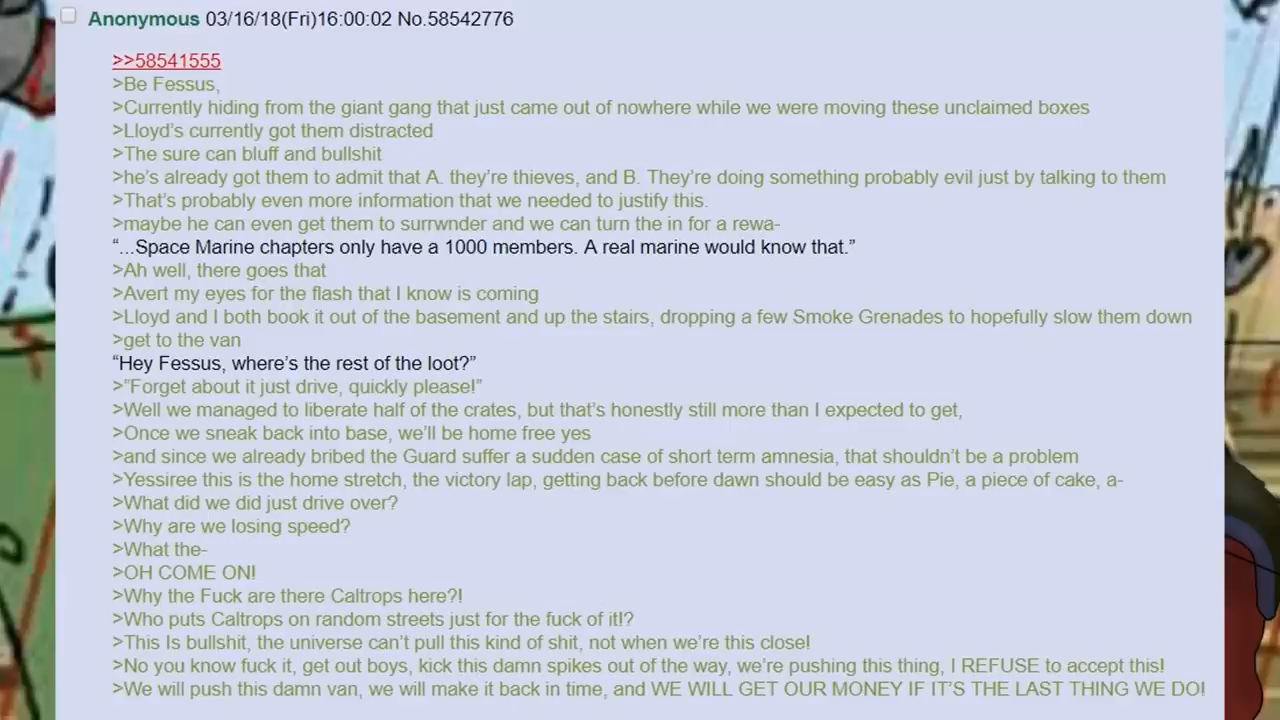 Anonymous 03/16/18(Fri)16:00:02 No.58542776
>>58541555
>Be Fessus,
>Currently hiding from the giant gang that just came out of nowhere while we were moving these unclaimed boxes
>Lloyd's currently got them distracted
>The sure can bluff and bullshit
>he's already got them to admit that A. they're thieves, and B. They're doing something probably evil just by talking to them
>That's probably even more information that we needed to justify this.
>maybe he can even get them to surrwnder and we can turn the in for a rewa-
“...Space Marine chapters only have a 1000 members. A real marine would know that.”
>Ah well, there goes that
>Avert my eyes for the flash that I know is coming
>Lloyd and I both book it out of the basement and up the stairs, dropping a few Smoke Grenades to hopefully slow them down
>get to the van
“Hey Fessus, where's the rest of the loot?”
>”Forget about it just drive, quickly please!”
>Well we managed to liberate half of the crates, but that's honestly still more than I expected to get,
>Once we sneak back into base, we'll be home free yes
>and since we already bribed the Guard suffer a sudden case of short term amnesia, that shouldn't be a problem
>Yessiree this is the home stretch, the victory lap, getting back before dawn should be easy as Pie, a piece of cake, a-
>What did we did just drive over?
>Why are we losing speed?
>What the-
>OH COME ON!
>Why the Fuck are there Caltrops here?!
>Who puts Caltrops on random streets just for the fuck of it!?
>This Is bullshit, the universe can't pull this kind of shit, not when we're this close!
>No you know fuck it, get out boys, kick this damn spikes out of the way, we're pushing this thing, I REFUSE to accept this!
>We will push this damn van, we will make it back in time, and WE WILL GET OUR MONEY IF IT'S THE LAST THING WE DO!